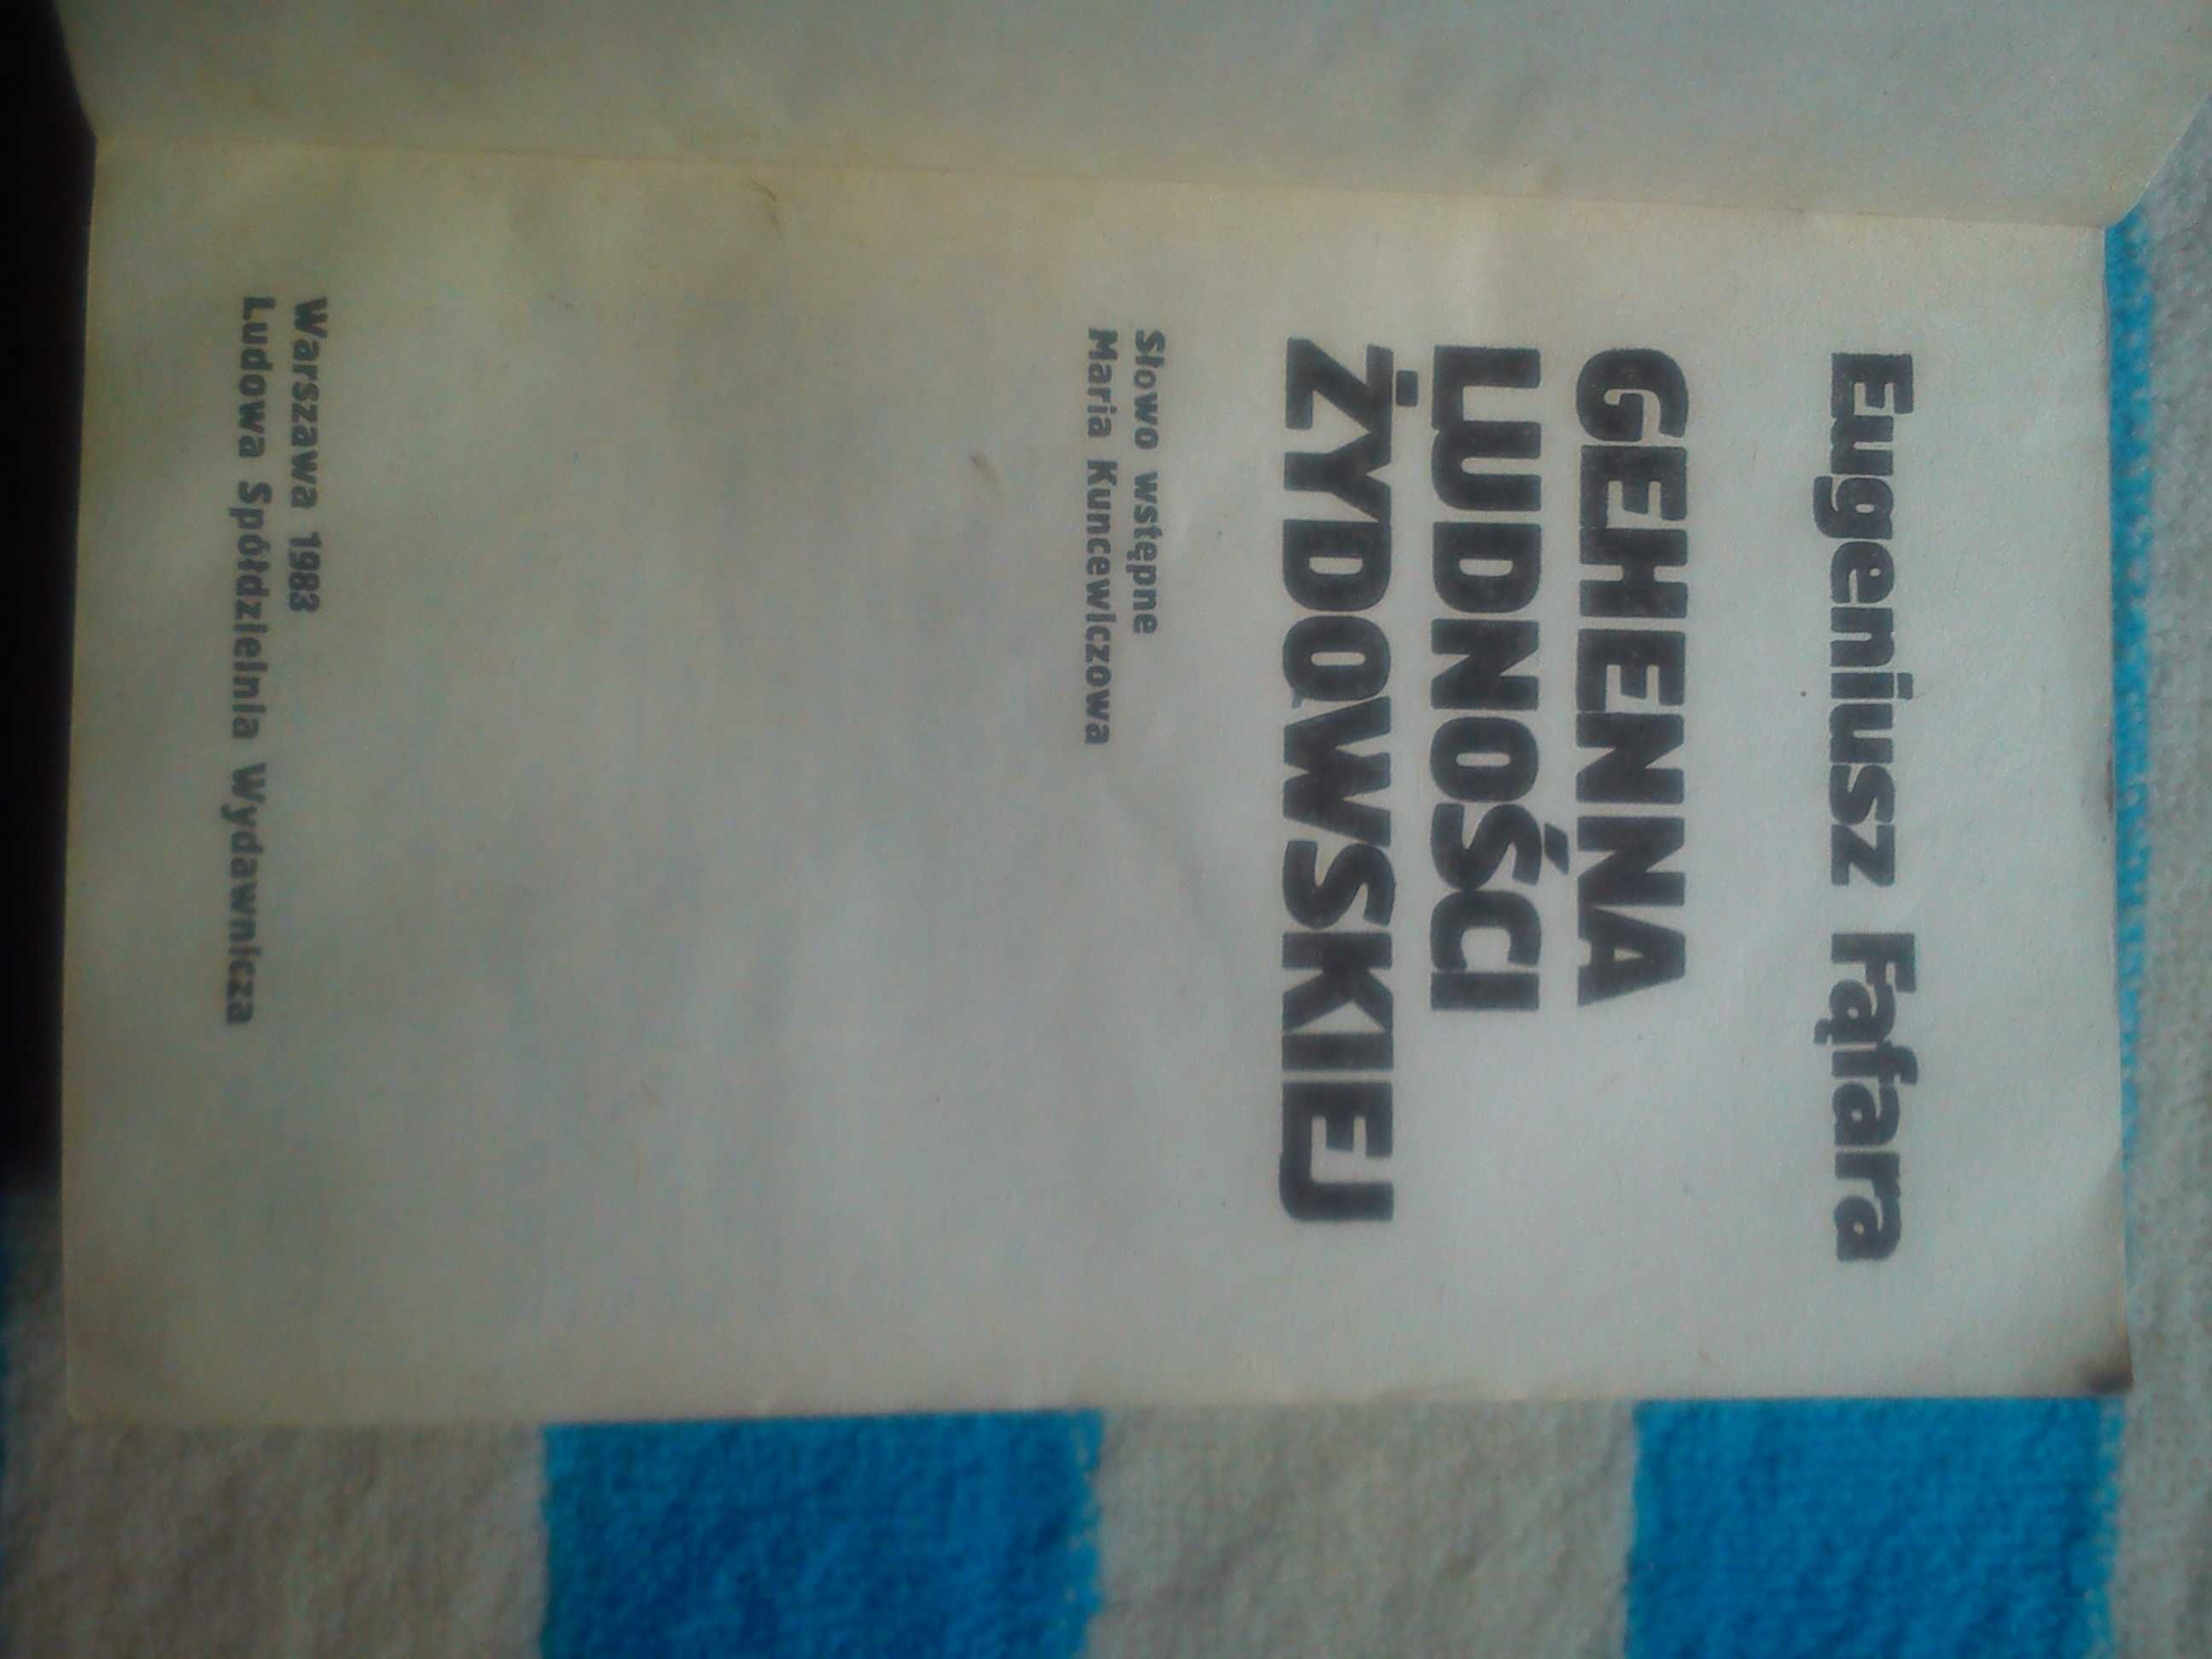 Eugeniusz Fąfara
GEHENNA
LUDNOŚCI
ŻYDOWSKIEJ
Słowo wstępne
Maria Kuncewiczowa
Warszawa 1983
Ludowa Spółdzielnia Wydawnicza